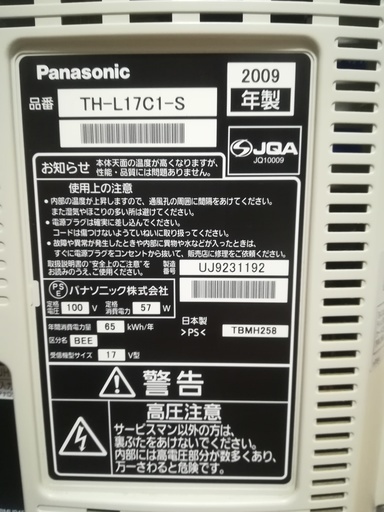 Panasonic
2009
年製
品番
TH-L17C1-S
JQA
JQ10009
お知らせ
本体天面の温度が高くなりますが、
性能・品質には問題ありません。
使用上の注意
• 内部の温度が上昇しますので、通風孔の周囲に間隔をあけてください。
また湿気やほこりの多い所は避けてください。
• 電源プラグは確実に差し込んでください。
コードは傷つけないようていねいに取り扱ってください。
• 故障や異常が発生したときや内部に異物や水などが入ったときは、
すぐに電源プラグをコンセントから抜いて、販売店に修理をご依頼ください。
取扱説明書の“安全上のご注意”を
お読みのうえ、ご使用ください。
製造番号
UJ9231192
PSE パナソニック株式会社
定格電圧 100 V 定格消費電力 57 W
年間消費電力量 65 kWh/年
区分名 BEE
受信機型サイズ 17 V型
日本製
>PS<
TBMH258
警告
高圧注意
サービスマン以外の方は、
裏ぶたをあけないでください。
内部には高電圧部分が数多くあり、
万一さわると危険です。